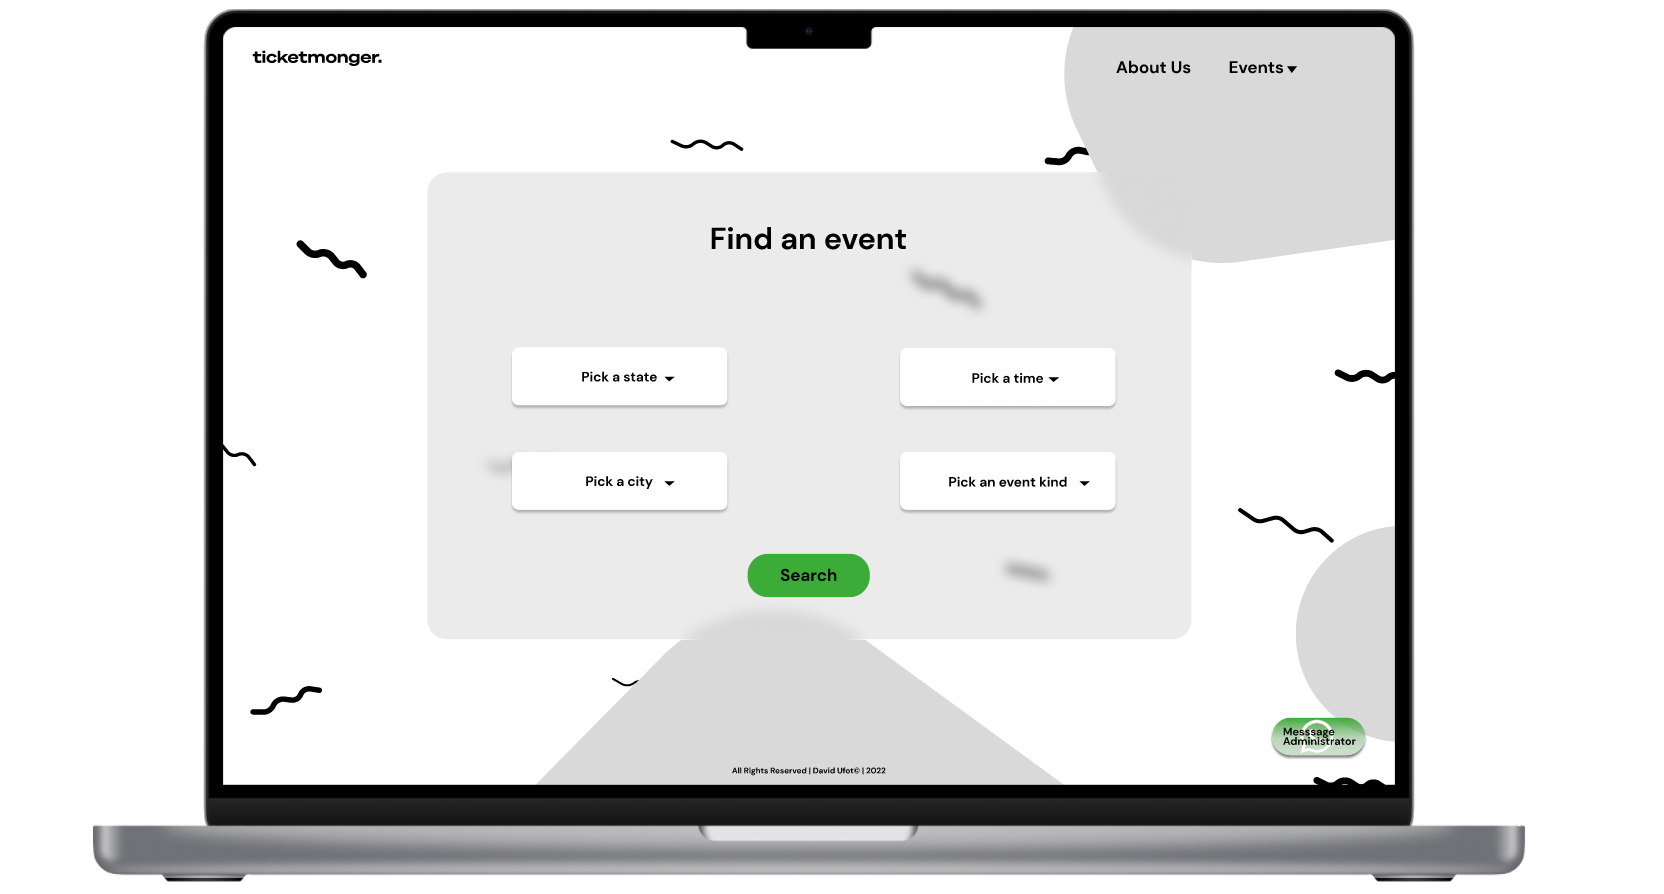 ticketmonger.
About Us
Events
Find an event
Pick a state
Pick a time
Pick a city
Pick an event kind
Search
Messsage
Administrator
All Rights Reserved | David Ufot© | 2022